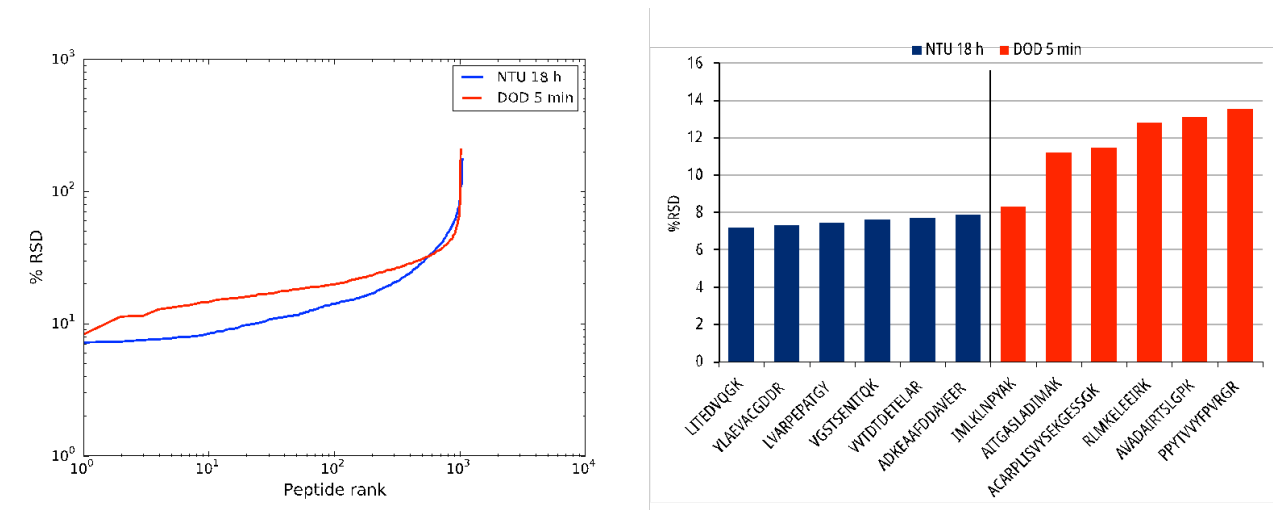 10³
NTU 18 h
DOD 5 min
10²
% RSD
10¹
10⁰
10⁰ 10¹ 10² 10³ 10⁴
Peptide rank
NTU 18 h DOD 5 min
16
14
12
10
8
6
4
2
0
%RSD
LITEDVQGK
YLAEVACGDDR
LVARPEPATGY
VGSTSENITQK
VVTDTDETELAR
ADKEAAFDDAVEER
IMLKLNPYAK
AITGASLADIMAK
ACARPLISVYSEKGESSGK
RLMKELEEIRK
AVADAIRTSLGPK
PPYTVVYFPVRGR